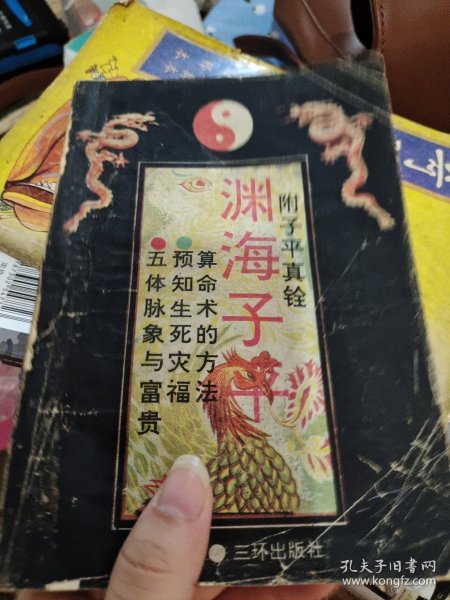 附子平真铨
渊海子平
算命术的方法
预知生死灾福
五体脉象与富贵
三环出版社
孔夫子旧书网
www.kongfz.com